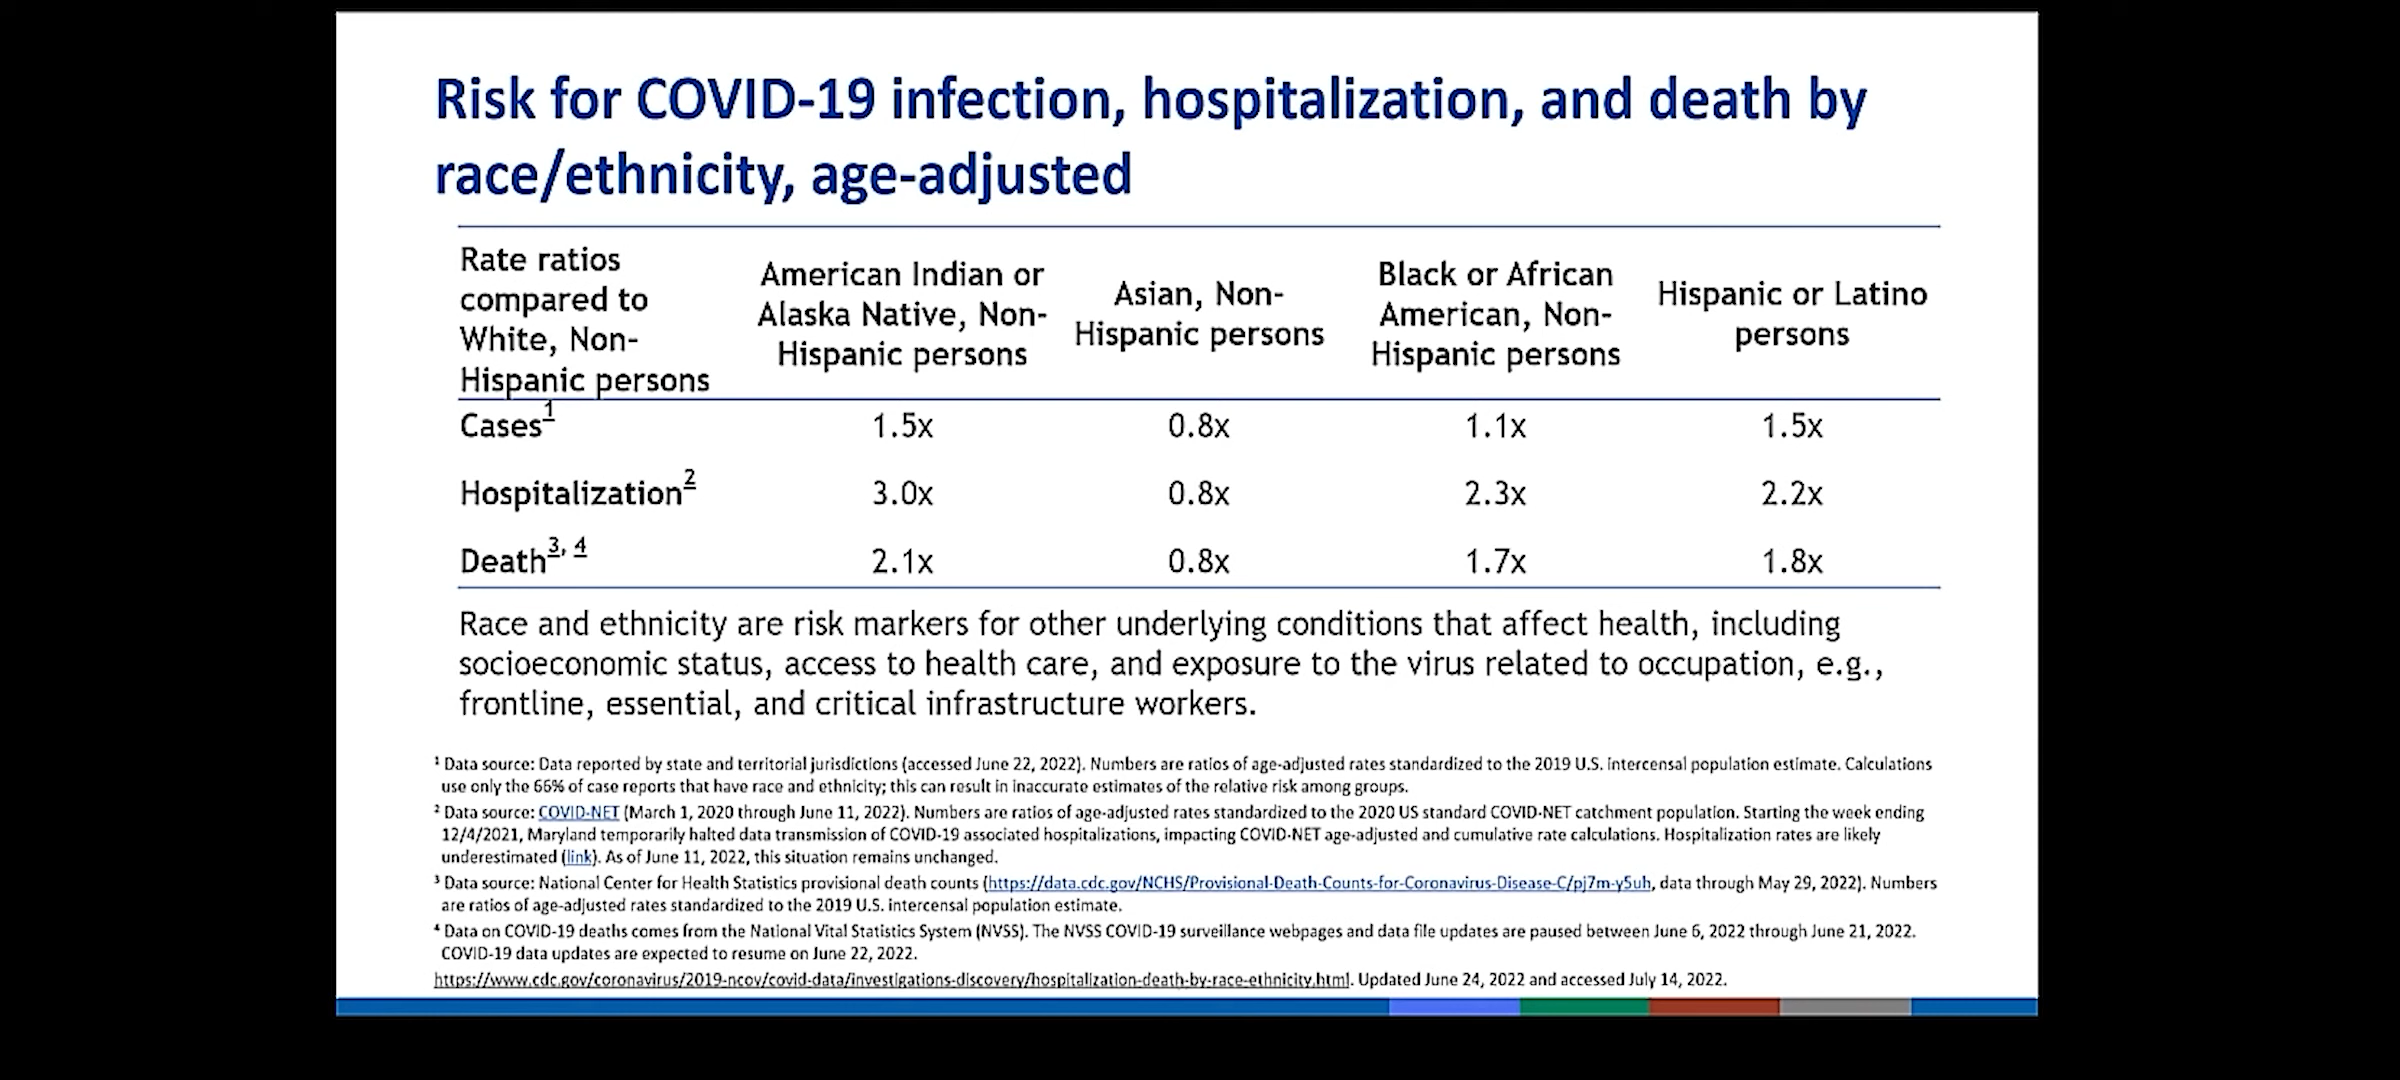 Risk for COVID-19 infection, hospitalization, and death by
race/ethnicity, age-adjusted
Rate ratios
compared to
White, Non-
Hispanic persons
American Indian or
Alaska Native, Non-
Hispanic persons
Asian, Non-
Hispanic persons
Black or African
American, Non-
Hispanic persons
Hispanic or Latino
persons
Cases1 1.5x 0.8x 1.1x 1.5x
Hospitalization2 3.0x 0.8x 2.3x 2.2x
Death3, 4 2.1x 0.8x 1.7x 1.8x
Race and ethnicity are risk markers for other underlying conditions that affect health, including
socioeconomic status, access to health care, and exposure to the virus related to occupation, e.g.,
frontline, essential, and critical infrastructure workers.
1 Data source: Data reported by state and territorial jurisdictions (accessed June 22, 2022). Numbers are ratios of age-adjusted rates standardized to the 2019 U.S. intercensal population estimate. Calculations
use only the 66% of case reports that have race and ethnicity; this can result in inaccurate estimates of the relative risk among groups.
2 Data source: COVID-NET (March 1, 2020 through June 11, 2022). Numbers are ratios of age-adjusted rates standardized to the 2020 US standard COVID-NET catchment population. Starting the week ending
12/4/2021, Maryland temporarily halted data transmission of COVID-19 associated hospitalizations, impacting COVID-NET age-adjusted and cumulative rate calculations. Hospitalization rates are likely
underestimated (link). As of June 11, 2022, this situation remains unchanged.
3 Data source: National Center for Health Statistics provisional death counts (https://data.cdc.gov/NCHS/Provisional-Death-Counts-for-Coronavirus-Disease-C/pj7m-y5uh, data through May 29, 2022). Numbers
are ratios of age-adjusted rates standardized to the 2019 U.S. intercensal population estimate.
4 Data on COVID-19 deaths comes from the National Vital Statistics System (NVSS). The NVSS COVID-19 surveillance webpages and data file updates are paused between June 6, 2022 through June 21, 2022.
COVID-19 data updates are expected to resume on June 22, 2022.
https://www.cdc.gov/coronavirus/2019-ncov/covid-data/investigations-discovery/hospitalization-death-by-race-ethnicity.html. Updated June 24, 2022 and accessed July 14, 2022.